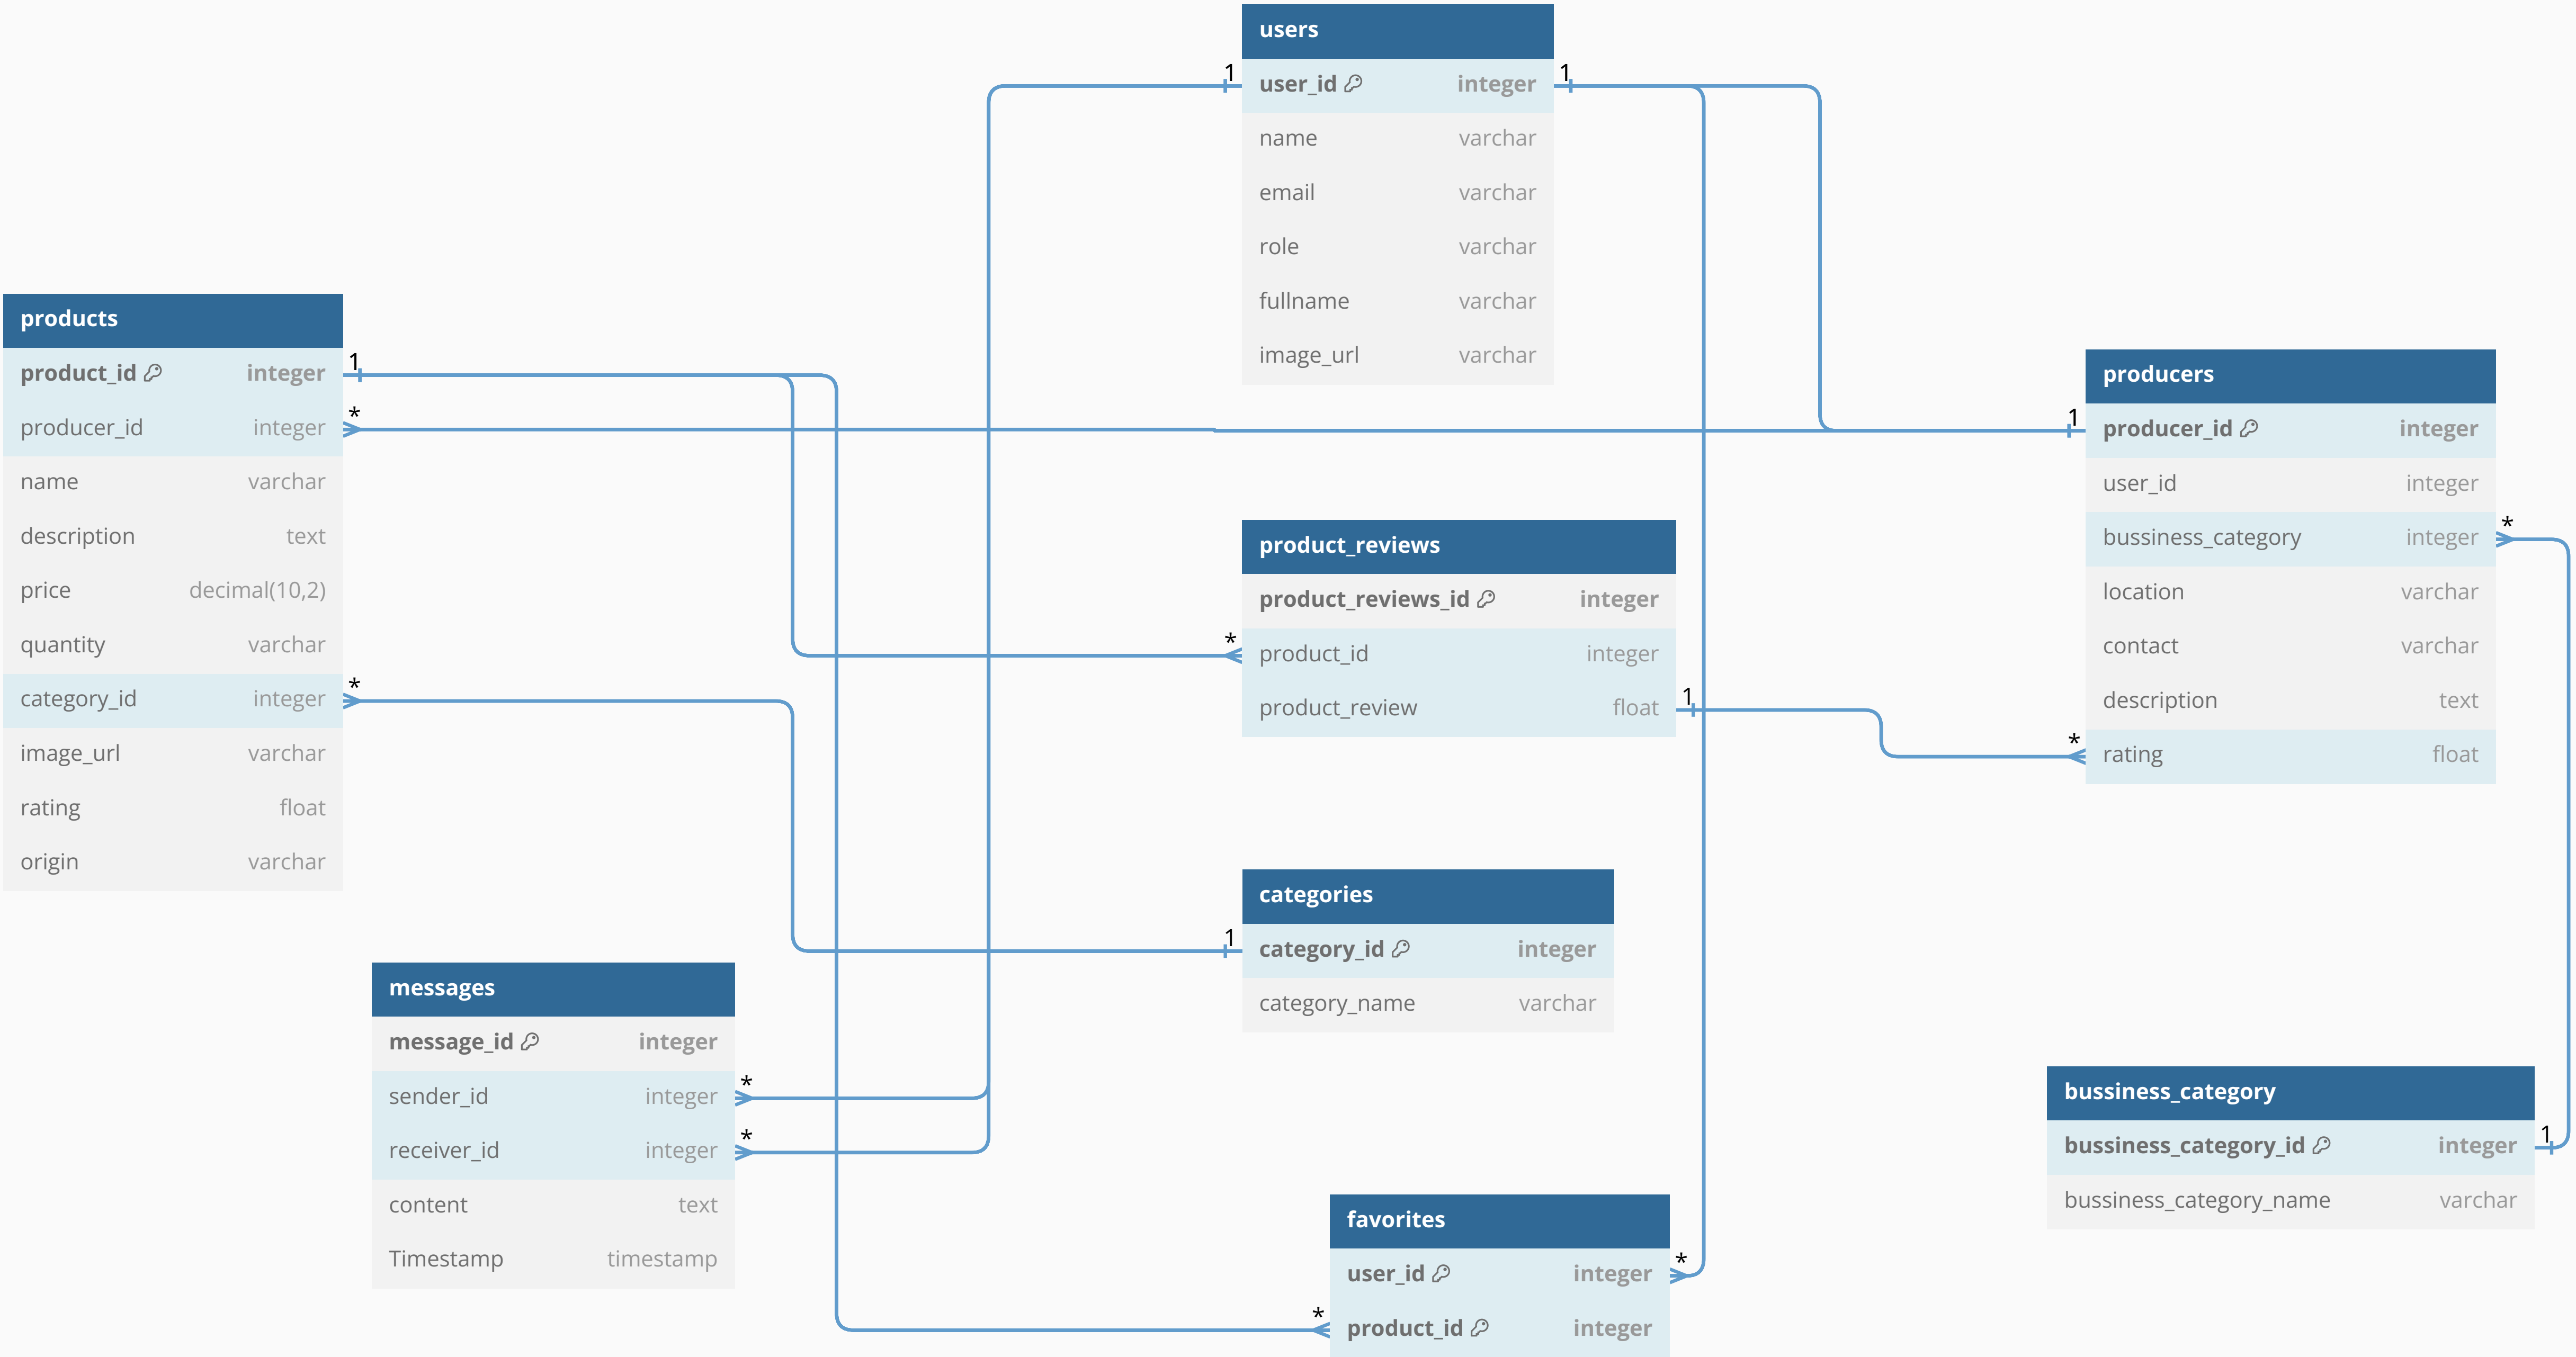 users
1 user_id integer 1
name varchar
email varchar
role varchar
fullname varchar
image_url varchar
products
product_id integer 1
producer_id integer *
name varchar
description text
price decimal(10,2)
quantity varchar
category_id integer *
image_url varchar
rating float
origin varchar
producers
1 producer_id integer
user_id integer
bussiness_category integer *
location varchar
contact varchar
description text
* rating float
product_reviews
product_reviews_id integer
* product_id integer
product_review float 1
categories
1 category_id integer
category_name varchar
messages
message_id integer
sender_id integer *
receiver_id integer *
content text
Timestamp timestamp
bussiness_category
bussiness_category_id integer 1
bussiness_category_name varchar
favorites
user_id integer *
* product_id integer